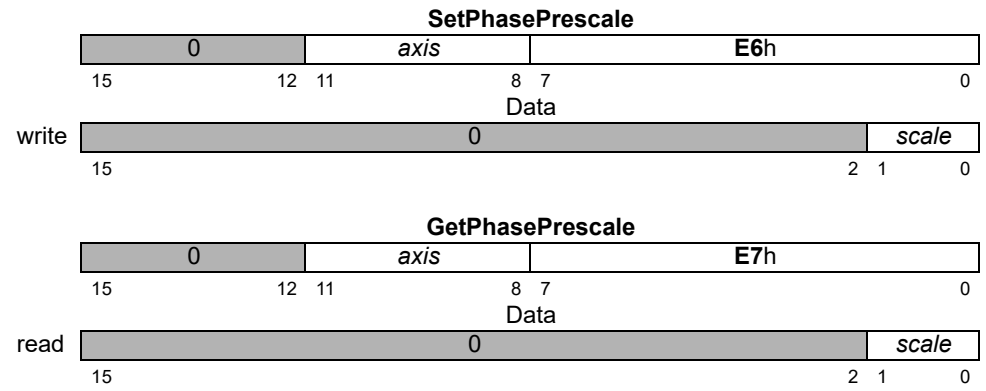 SetPhasePrescale
0 axis E6h
15 12 11 8 7 0
Data
write 0 scale
15 2 1 0
GetPhasePrescale
0 axis E7h
15 12 11 8 7 0
Data
read 0 scale
15 2 1 0